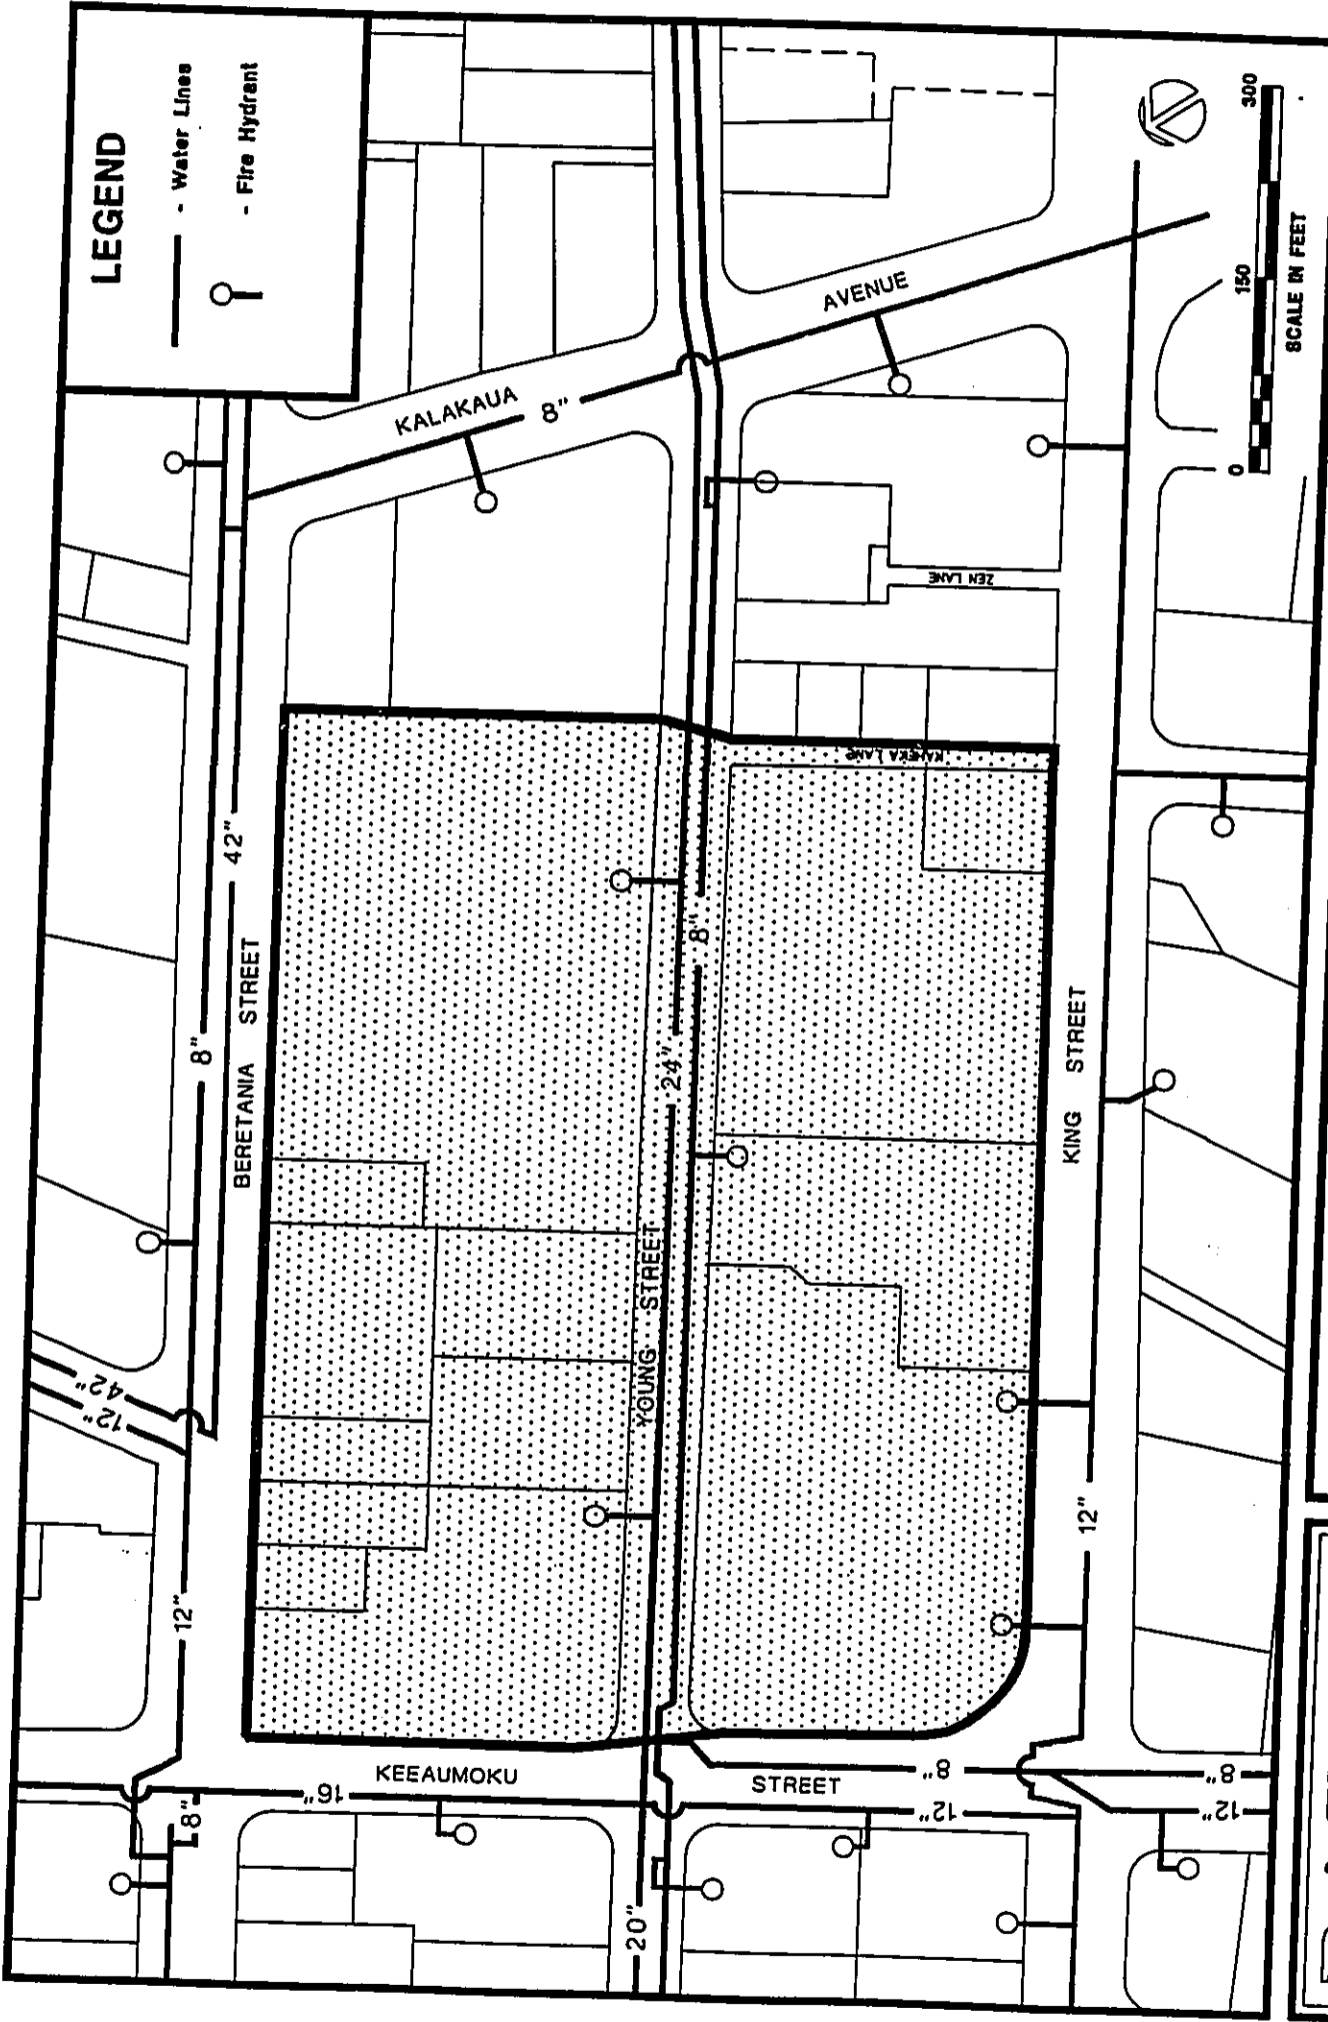 LEGEND
- Water Lines
- Fire Hydrant
KALAKAUA
8"
AVENUE
300
150
0
SCALE IN FEET
ZEN LANE
42"
BERETANIA STREET
8"
KAHEKA LANE
8"
24"
YOUNG STREET
KING STREET
42"
12"
12"
12"
KEEAUMOKU
STREET
16"
8"
8"
8"
12"
12"
20"